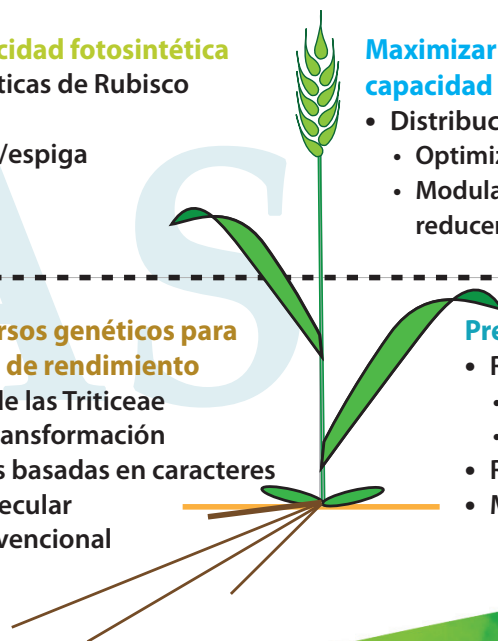 cidad fotosintética
ticas de Rubisco
/espiga
Maximizar
capacidad
• Distribuc
• Optimiz
• Modula
reducer
AS
rsos genéticos para
de rendimiento
de las Triticeae
ansformación
s basadas en caracteres
ecular
vencional
Pre
• F
•
•
• F
• M